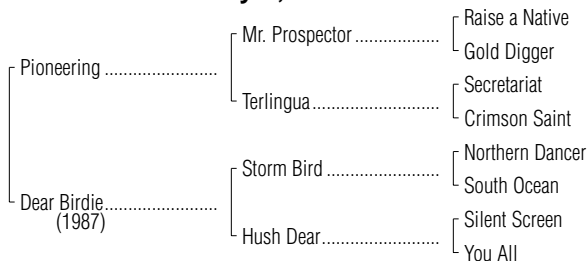 Raise a Native
Mr. Prospector ....................
Gold Digger
Pioneering ..........................
Secretariat
Terlingua..............................
Crimson Saint
Northern Dancer
Storm Bird ..........................
South Ocean
Dear Birdie..........................
(1987)
Silent Screen
Hush Dear............................
You All